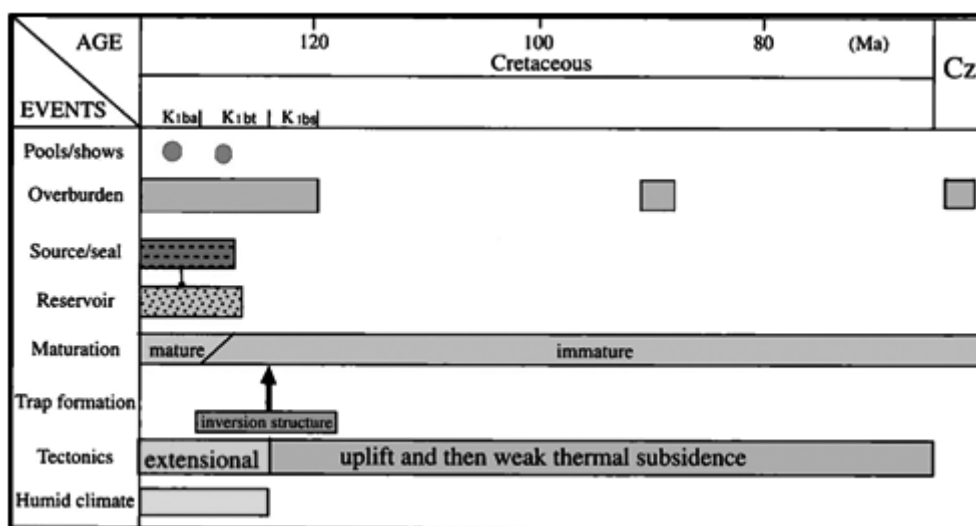 AGE 120 100 80 (Ma)
Cretaceous
Cz
EVENTS K1ba K1bt K1bs
Pools/shows
Overburden
Source/seal
Reservoir
Maturation mature immature
Trap formation
inversion structure
Tectonics extensional uplift and then weak thermal subsidence
Humid climate